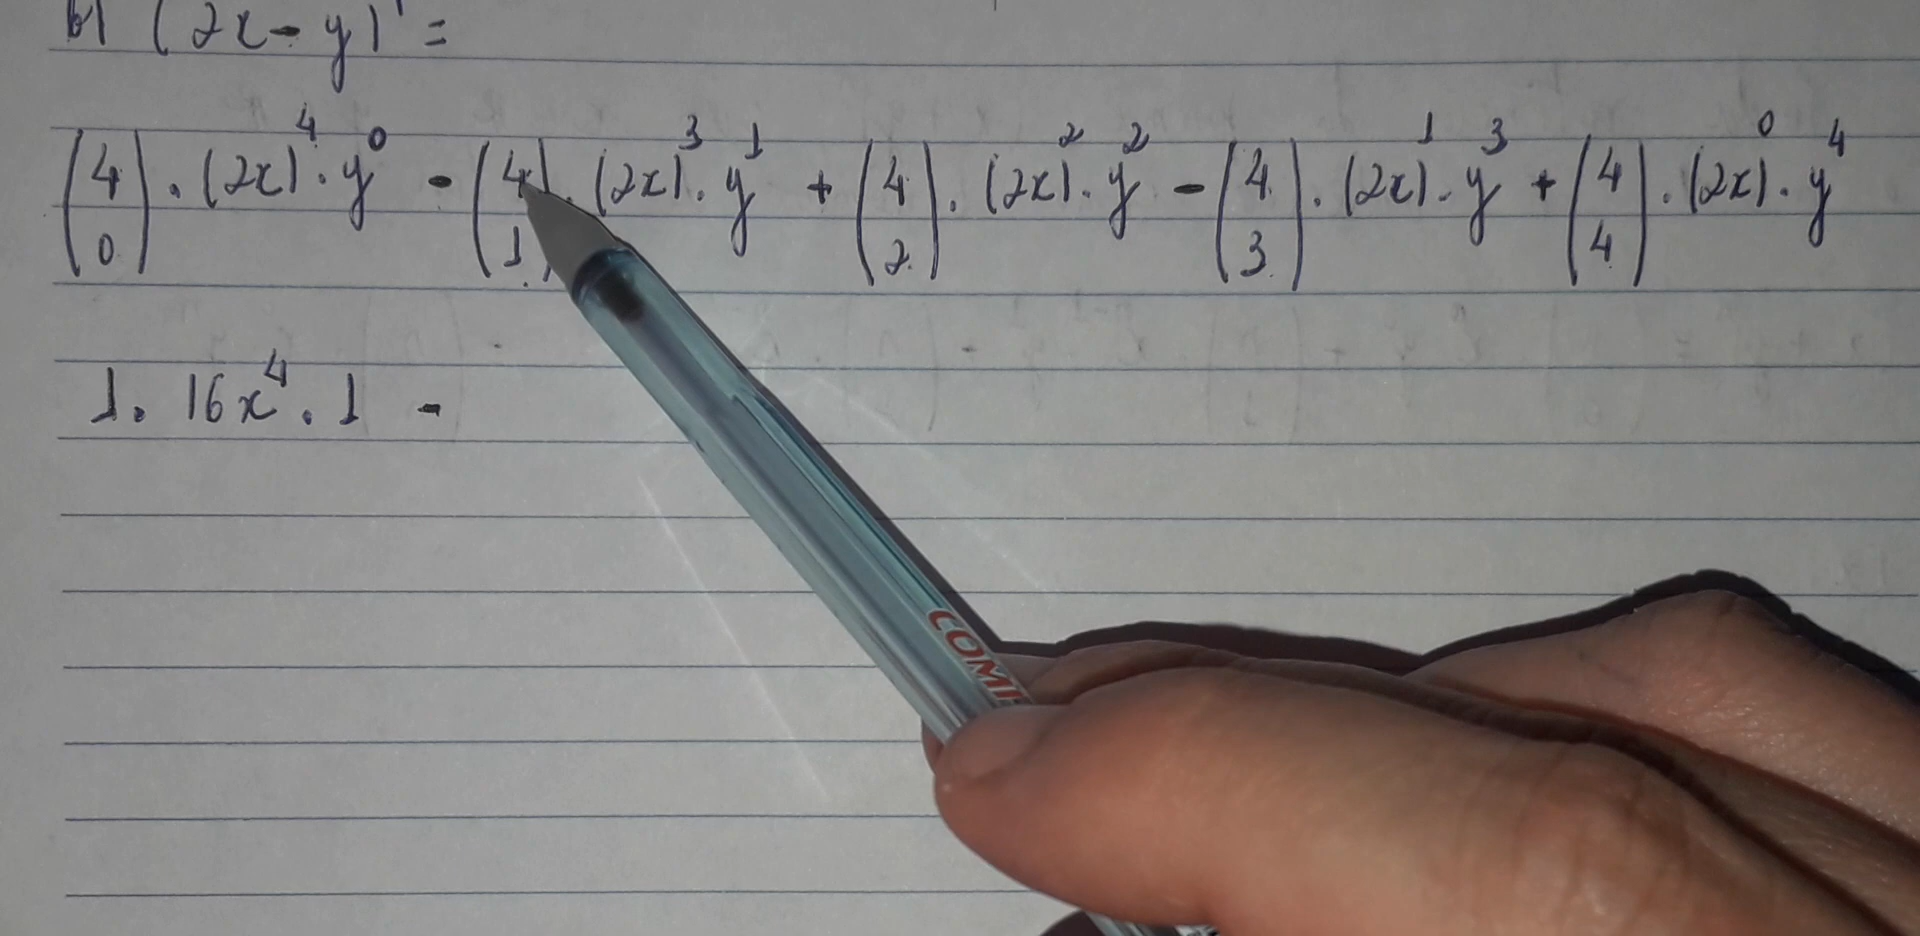 b) (2x - y)⁴ =
(4 0) . (2x)⁴ . y⁰ - (4 1) . (2x)³ . y¹ + (4 2) . (2x)² . y² - (4 3) . (2x)¹ . y³ + (4 4) . (2x)⁰ . y⁴
1 . 16x⁴ . 1 -